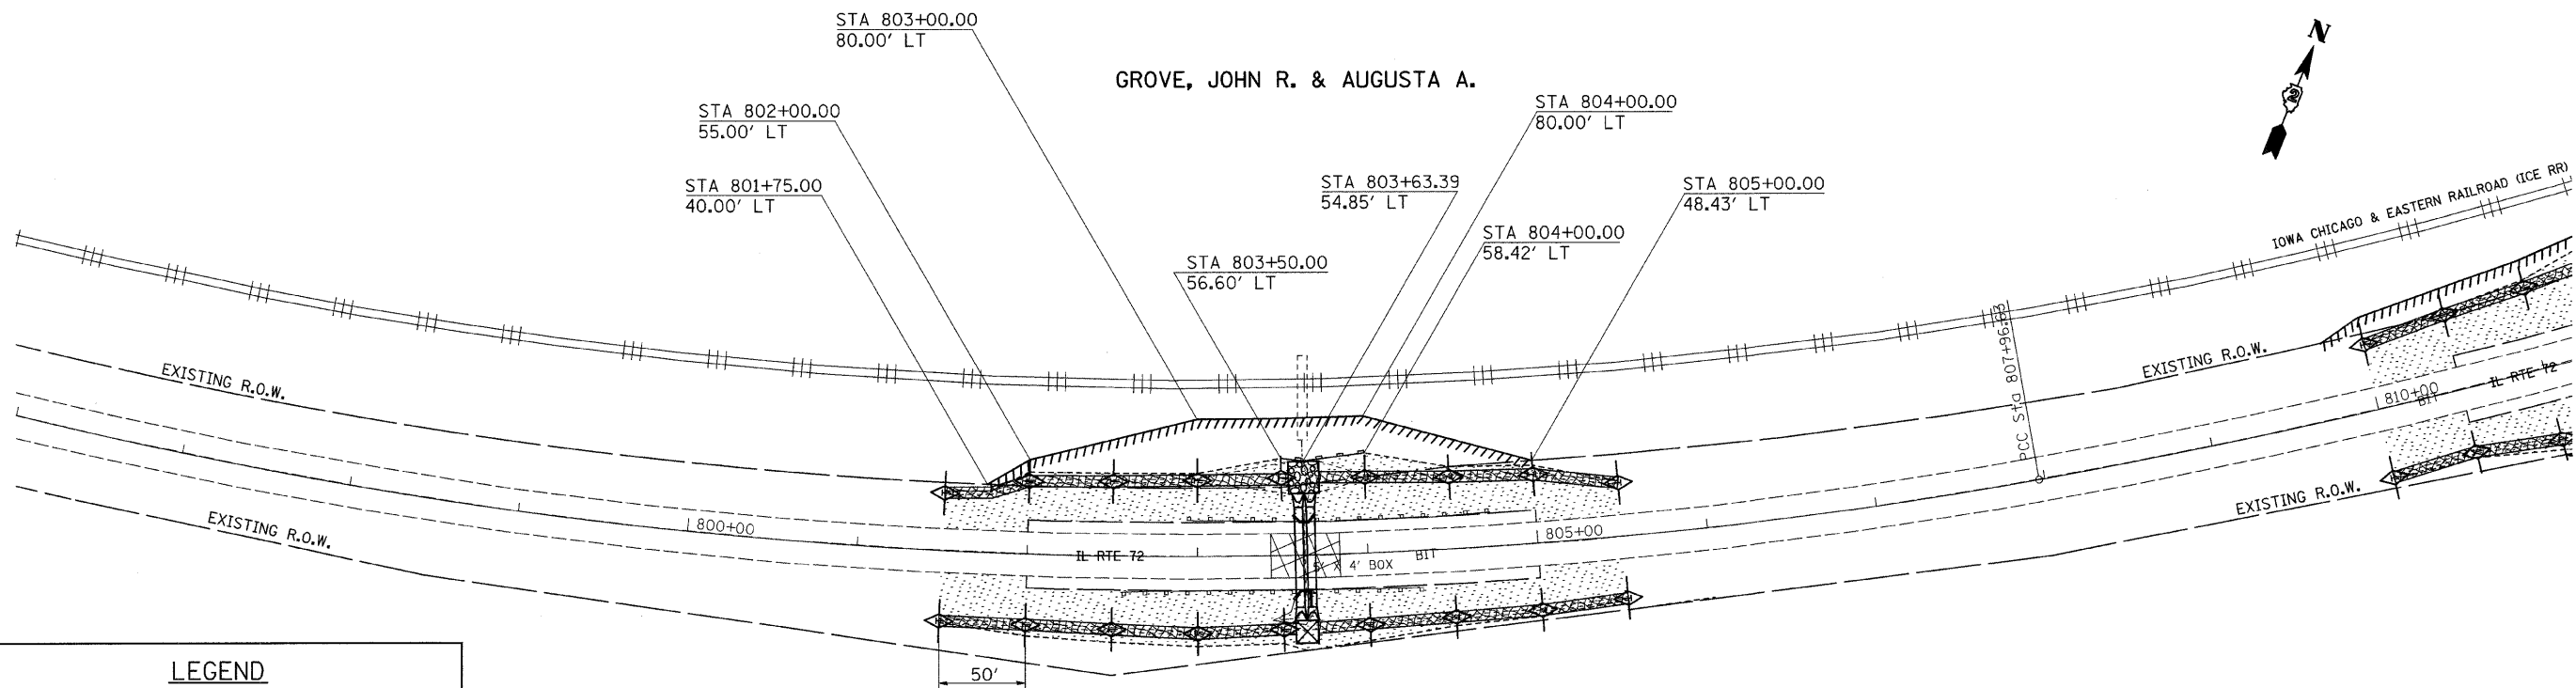 STA 803+00.00
80.00' LT
N
GROVE, JOHN R. & AUGUSTA A.
STA 802+00.00
55.00' LT
STA 804+00.00
80.00' LT
STA 801+75.00
40.00' LT
STA 803+63.39
54.85' LT
STA 805+00.00
48.43' LT
IOWA CHICAGO & EASTERN RAILROAD (ICE RR)
STA 804+00.00
58.42' LT
STA 803+50.00
56.60' LT
PCC Sta 807+96.63
EXISTING R.O.W.
EXISTING R.O.W.
IL RTE 72
810+00
BIT
EXISTING R.O.W.
EXISTING R.O.W.
800+00
805+00
IL RTE 72
BIT
4' BOX
LEGEND
50'